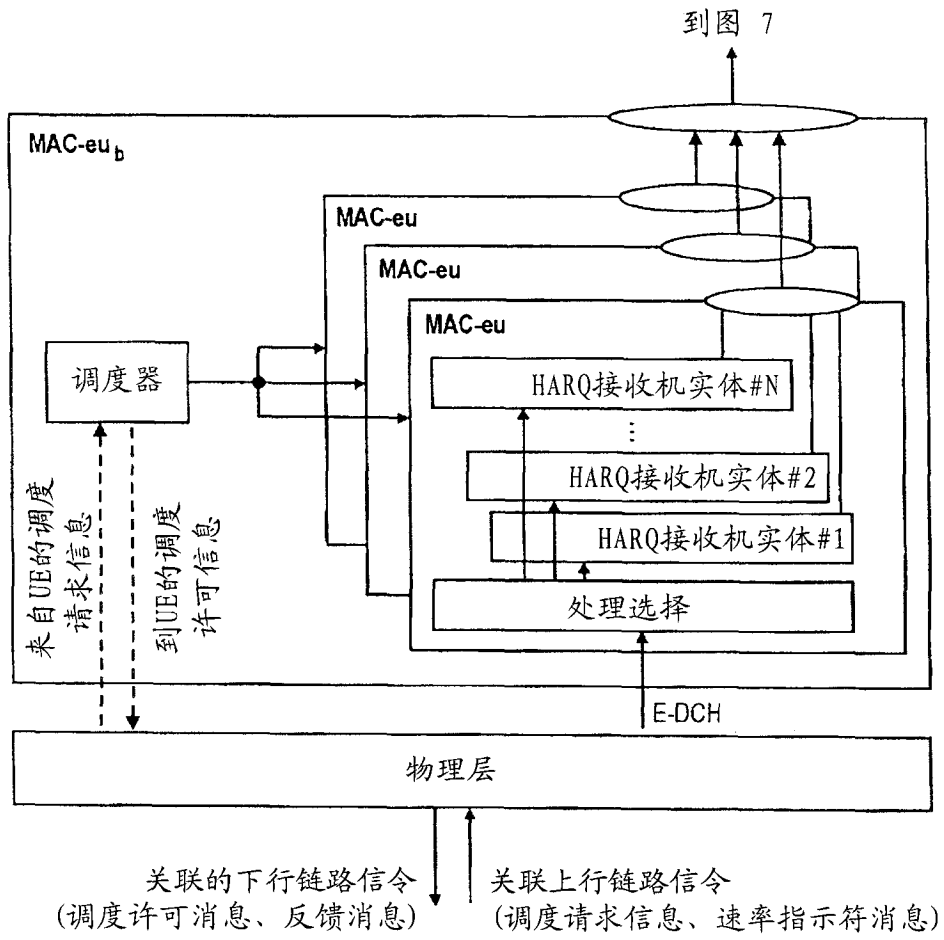 到图 7
MAC-eu_b
MAC-eu
MAC-eu
MAC-eu
调度器
HARQ接收机实体#N
⋮
HARQ接收机实体#2
HARQ接收机实体#1
处理选择
来自UE的调度
请求信息
到UE的调度
许可信息
E-DCH
物理层
关联的下行链路信令
(调度许可消息、反馈消息)
关联上行链路信令
(调度请求信息、速率指示符消息)